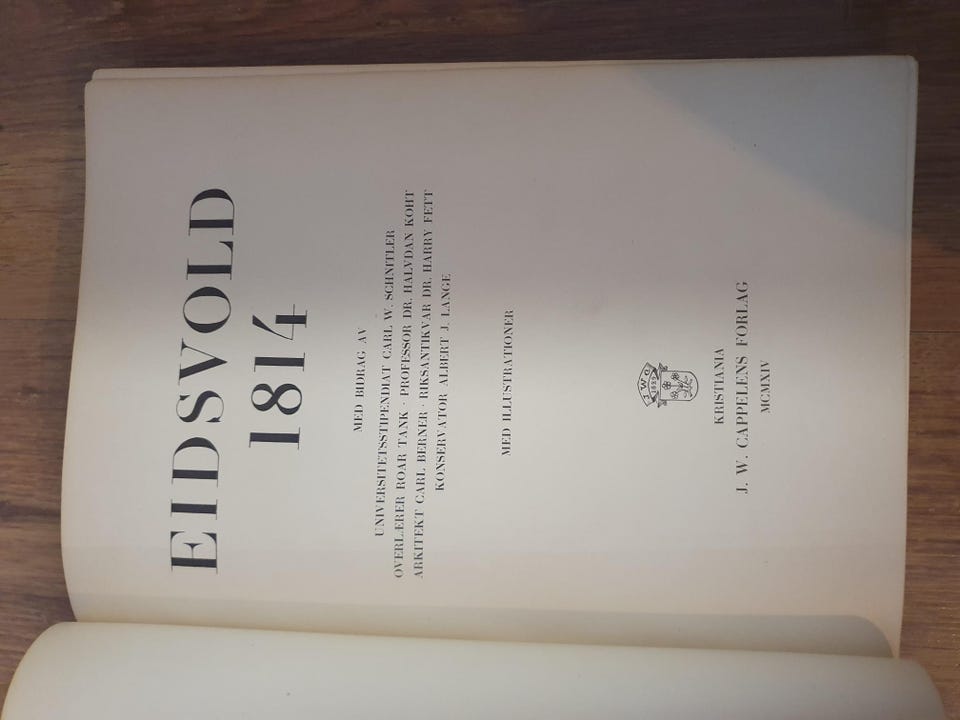 EIDSVOLD
1814
MED BIDRAG AV
UNIVERSITETSSTIPENDIAT CARL W. SCHNITLER
OVERLÆRER ROAR TANK · PROFESSOR DR. HALVDAN KOHT
ARKITEKT CARL BERNER · RIKSANTIKVAR DR. HARRY FETT
KONSERVATOR ALBERT J. LANGE
MED ILLUSTRATIONER
J W C
1829
KRISTIANIA
J. W. CAPPELENS FORLAG
MCMXIV